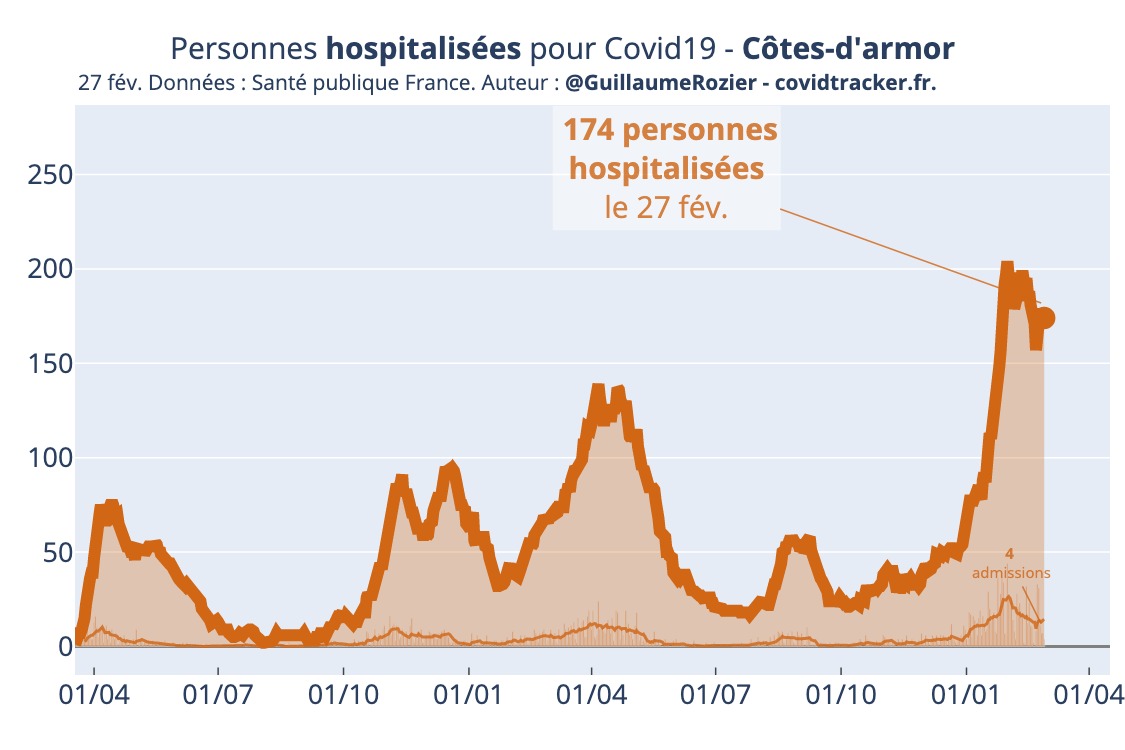 Personnes hospitalisées pour Covid19 - Côtes-d'armor
27 fév. Données : Santé publique France. Auteur : @GuillaumeRozier - covidtracker.fr.
174 personnes
hospitalisées
le 27 fév.
250
200
150
100
50
0
4
admissions
01/04 01/07 01/10 01/01 01/04 01/07 01/10 01/01 01/04